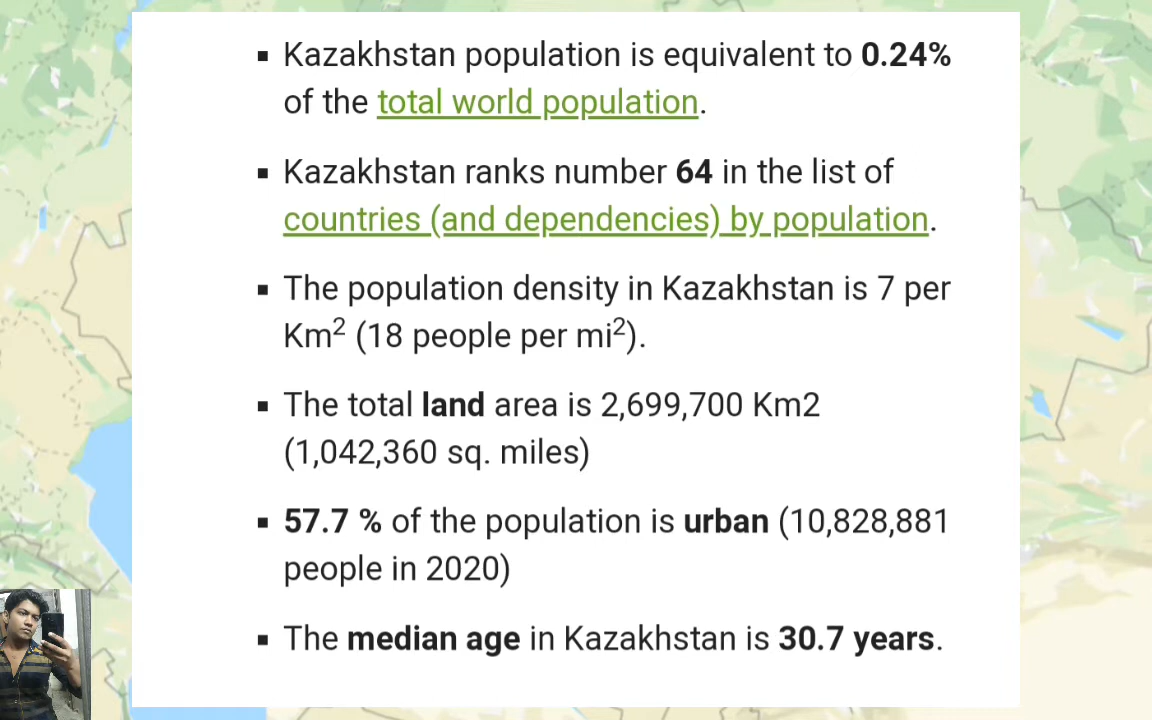 ▪ Kazakhstan population is equivalent to 0.24%
of the total world population.
▪ Kazakhstan ranks number 64 in the list of
countries (and dependencies) by population.
▪ The population density in Kazakhstan is 7 per
Km² (18 people per mi²).
▪ The total land area is 2,699,700 Km2
(1,042,360 sq. miles)
▪ 57.7 % of the population is urban (10,828,881
people in 2020)
▪ The median age in Kazakhstan is 30.7 years.